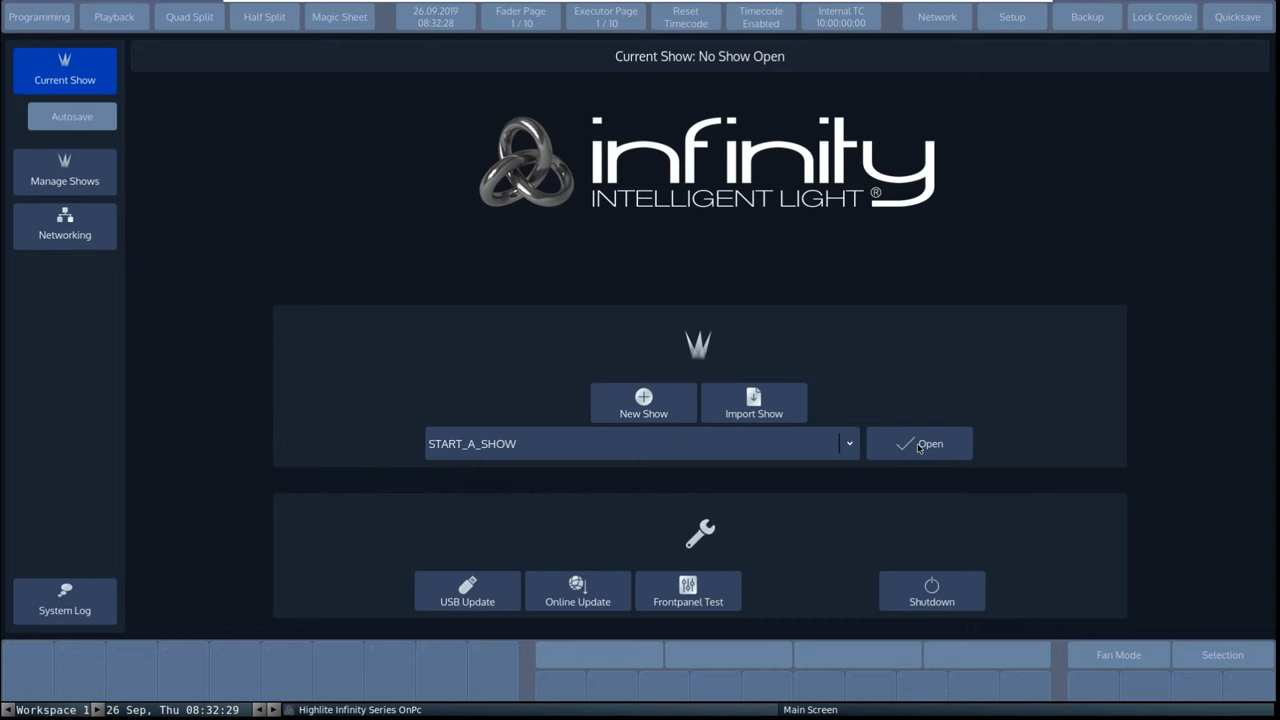 Programming
Playback
Quad Split
Half Split
Magic Sheet
26.09.2019
08:32:28
Fader Page
1 / 10
Executor Page
1 / 10
Reset
Timecode
Timecode
Enabled
Internal TC
10:00:00:00
Network
Setup
Backup
Lock Console
Quicksave
Current Show
Autosave
Manage Shows
Networking
System Log
Current Show: No Show Open
infinity
INTELLIGENT LIGHT ®
New Show
Import Show
START_A_SHOW
Open
USB Update
Online Update
Frontpanel Test
Shutdown
Fan Mode
Selection
Workspace 1
26 Sep, Thu 08:32:29
Highlite Infinity Series OnPc
Main Screen